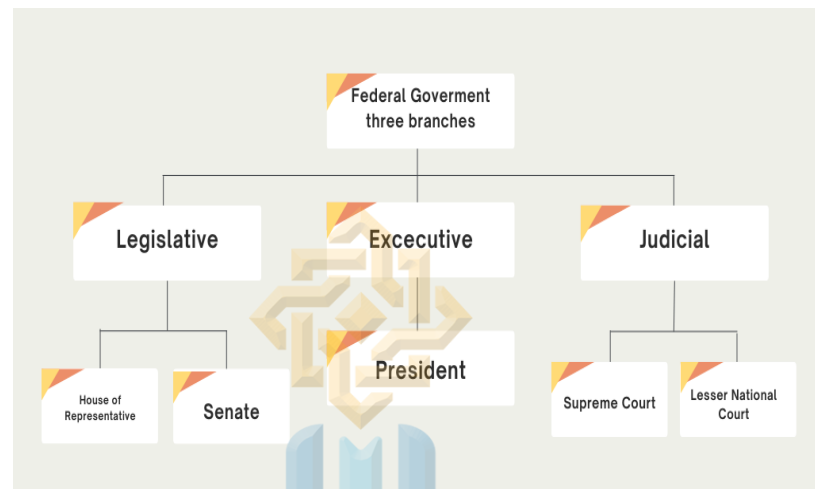 Federal Goverment
three branches
Legislative
Excecutive
Judicial
House of
Representative
Senate
President
Supreme Court
Lesser National
Court